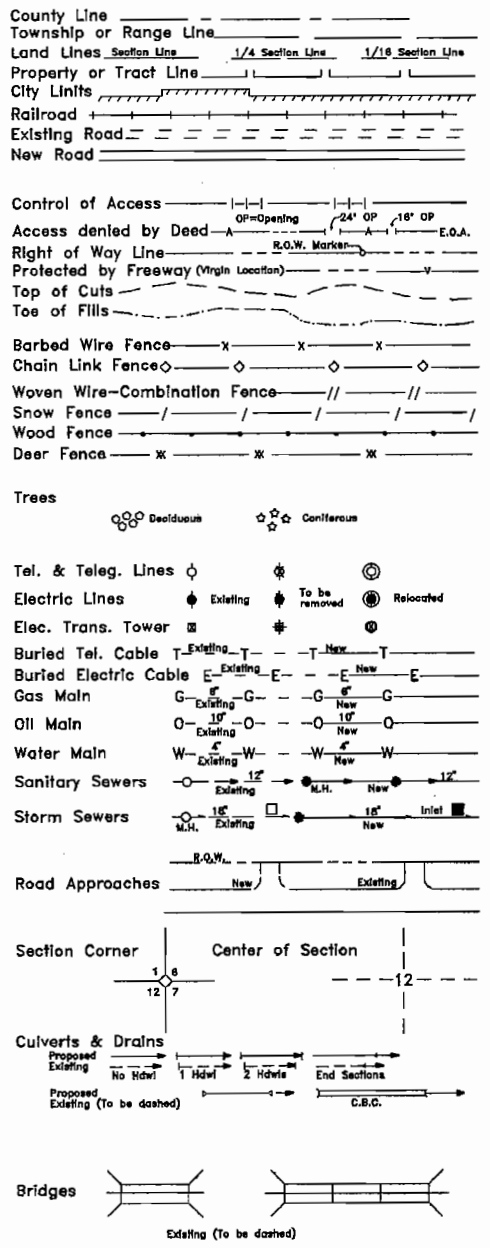 County Line
Township or Range Line
Land Lines Section Line 1/4 Section Line 1/16 Section Line
Property or Tract Line
City Limits
Railroad
Existing Road
New Road
Control of Access
OP=Opening 24' OP 16' OP
Access denied by Deed A A E.O.A.
R.O.W. Marker
Right of Way Line
Protected by Freeway (Virgin Location) V
Top of Cuts
Toe of Fills
Barbed Wire Fence x x x
Chain Link Fence
Woven Wire-Combination Fence // //
Snow Fence / / / / /
Wood Fence
Deer Fence xx xx xx
Trees
Deciduous Coniferous
Tel. & Teleg. Lines
Electric Lines Existing To be removed Relocated
Elec. Trans. Tower
Buried Tel. Cable T Existing T T New T
Buried Electric Cable E Existing E E New E
Gas Main G 8" Existing G G 6" New G
Oil Main O 10" Existing O O 10" New O
Water Main W 4" Existing W W 4" New W
Sanitary Sewers 12" Existing M.H. New 12"
Storm Sewers M.H. 18" Existing 18" New Inlet
R.O.W.
Road Approaches New Existing
Section Corner Center of Section
1 6
12 7
12
Culverts & Drains
Proposed
Existing
No Hdwl 1 Hdwl 2 Hdwls End Sections
Proposed
Existing (To be dashed) C.B.C.
Bridges
Existing (To be dashed)